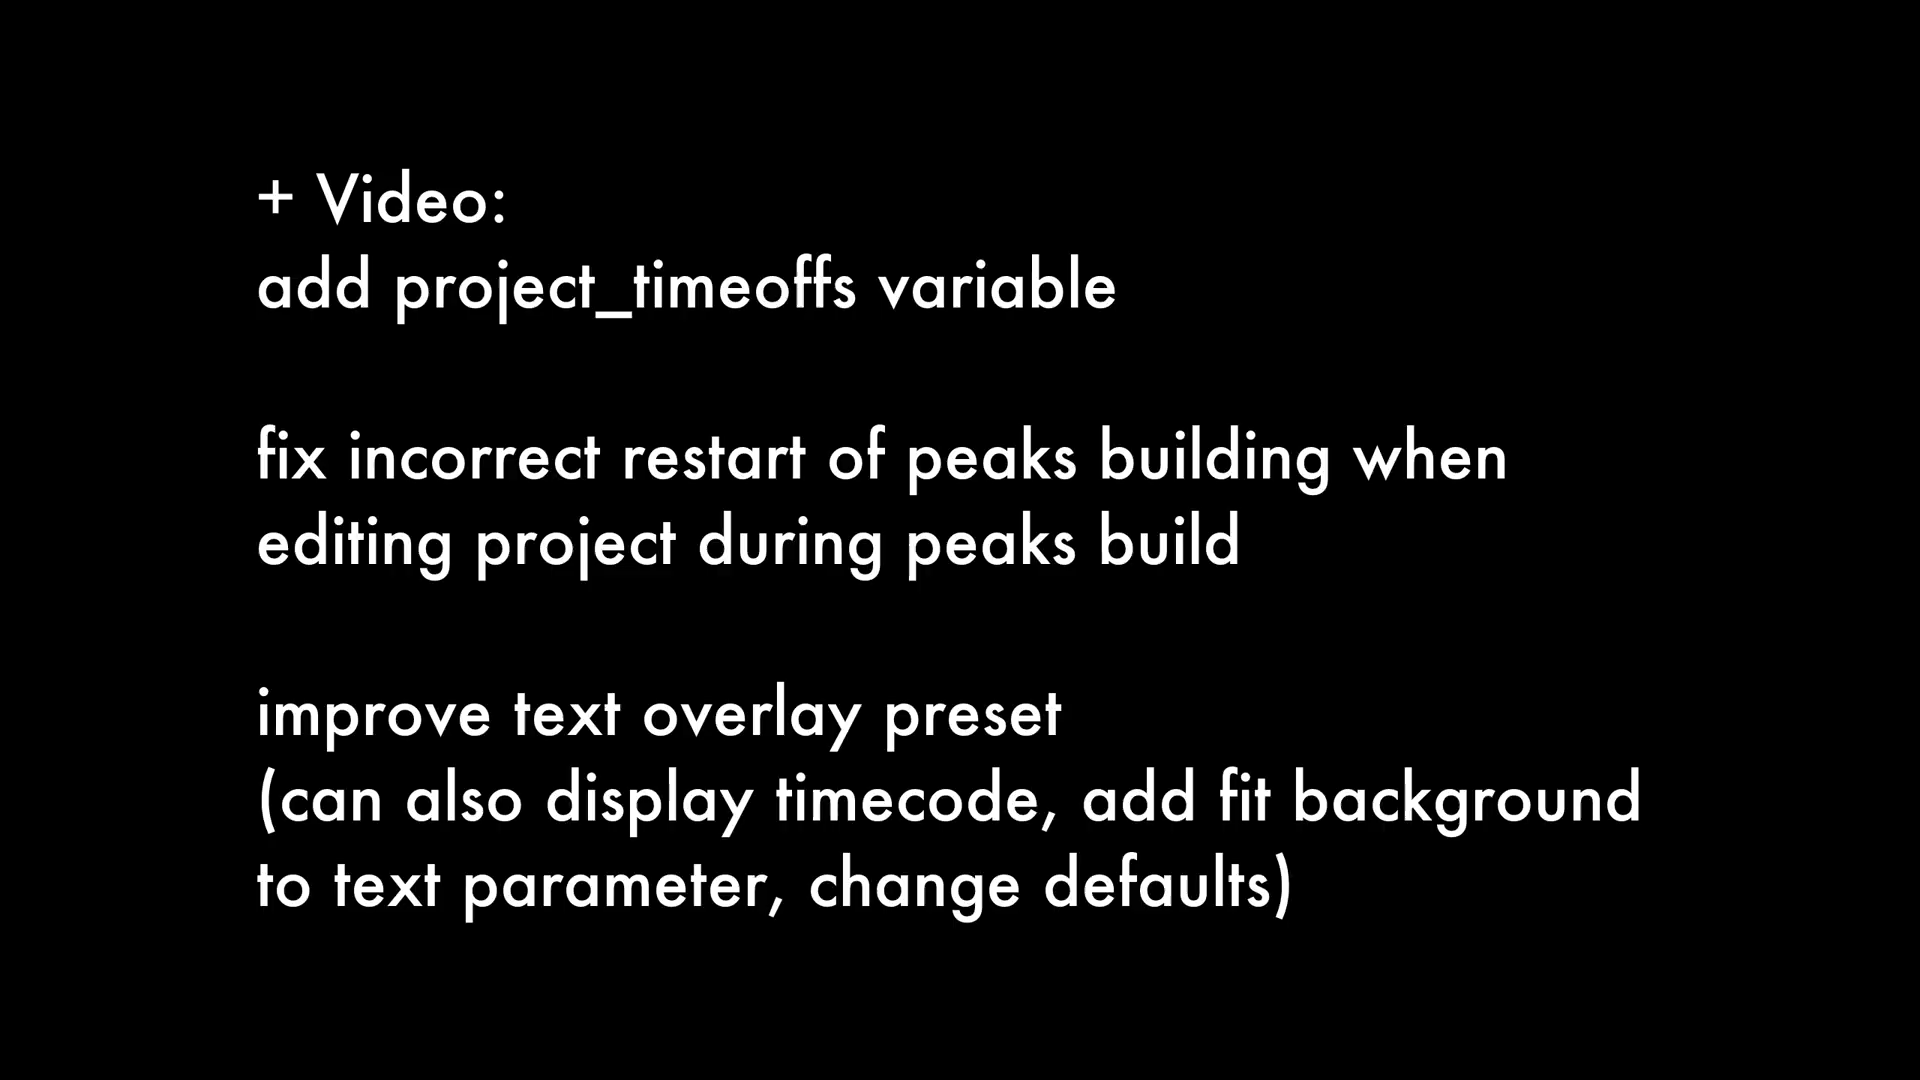 + Video:
add project_timeoffs variable
fix incorrect restart of peaks building when
editing project during peaks build
improve text overlay preset
(can also display timecode, add fit background
to text parameter, change defaults)